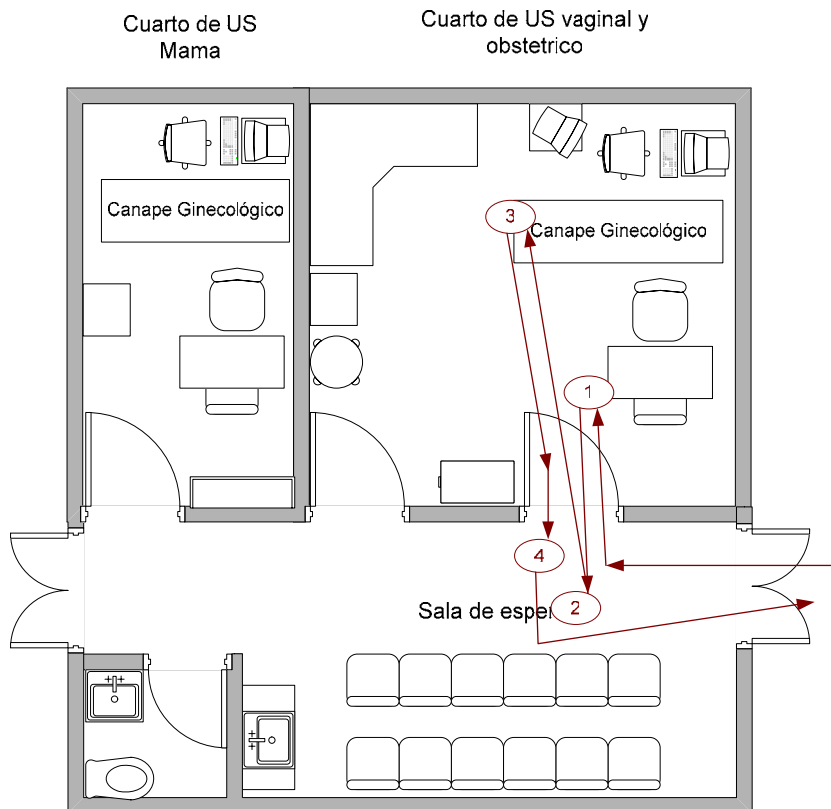 Cuarto de US
Mama
Cuarto de US vaginal y
obstetrico
Canape Ginecológico
3
Canape Ginecológico
1
4
Sala de esper
2